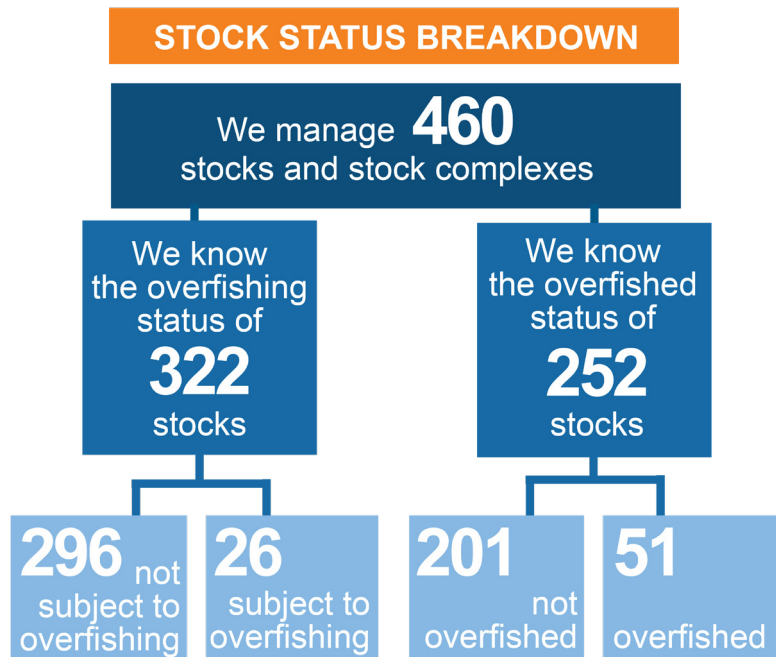 STOCK STATUS BREAKDOWN
We manage 460
stocks and stock complexes
We know
the overfishing
status of
322
stocks
We know
the overfished
status of
252
stocks
296 not
subject to
overfishing
26
subject to
overfishing
201
not
overfished
51
overfished